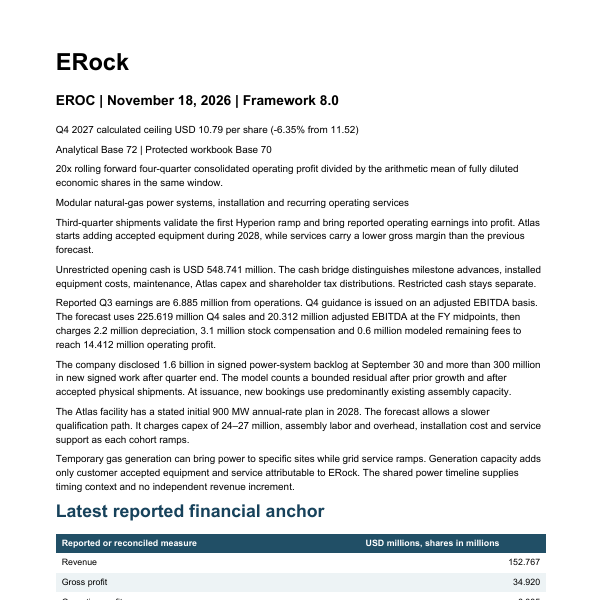 ERock
EROC | November 18, 2026 | Framework 8.0
Q4 2027 calculated ceiling USD 10.79 per share (-6.35% from 11.52)
Analytical Base 72 | Protected workbook Base 70
20x rolling forward four-quarter consolidated operating profit divided by the arithmetic mean of fully diluted
economic shares in the same window.
Modular natural-gas power systems, installation and recurring operating services
Third-quarter shipments validate the first Hyperion ramp and bring reported operating earnings into profit. Atlas
starts adding accepted equipment during 2028, while services carry a lower gross margin than the previous
forecast.
Unrestricted opening cash is USD 548.741 million. The cash bridge distinguishes milestone advances, installed
equipment costs, maintenance, Atlas capex and shareholder tax distributions. Restricted cash stays separate.
Reported Q3 earnings are 6.885 million from operations. Q4 guidance is issued on an adjusted EBITDA basis.
The forecast uses 225.619 million Q4 sales and 20.312 million adjusted EBITDA at the FY midpoints, then
charges 2.2 million depreciation, 3.1 million stock compensation and 0.6 million modeled remaining fees to
reach 14.412 million operating profit.
The company disclosed 1.6 billion in signed power-system backlog at September 30 and more than 300 million
in new signed work after quarter end. The model counts a bounded residual after prior growth and after
accepted physical shipments. At issuance, new bookings use predominantly existing assembly capacity.
The Atlas facility has a stated initial 900 MW annual-rate plan in 2028. The forecast allows a slower
qualification path. It charges capex of 24–27 million, assembly labor and overhead, installation cost and service
support as each cohort ramps.
Temporary gas generation can bring power to specific sites while grid service ramps. Generation capacity adds
only customer accepted equipment and service attributable to ERock. The shared power timeline supplies
timing context and no independent revenue increment.
Latest reported financial anchor
Reported or reconciled measure USD millions, shares in millions
Revenue 152.767
Gross profit 34.920